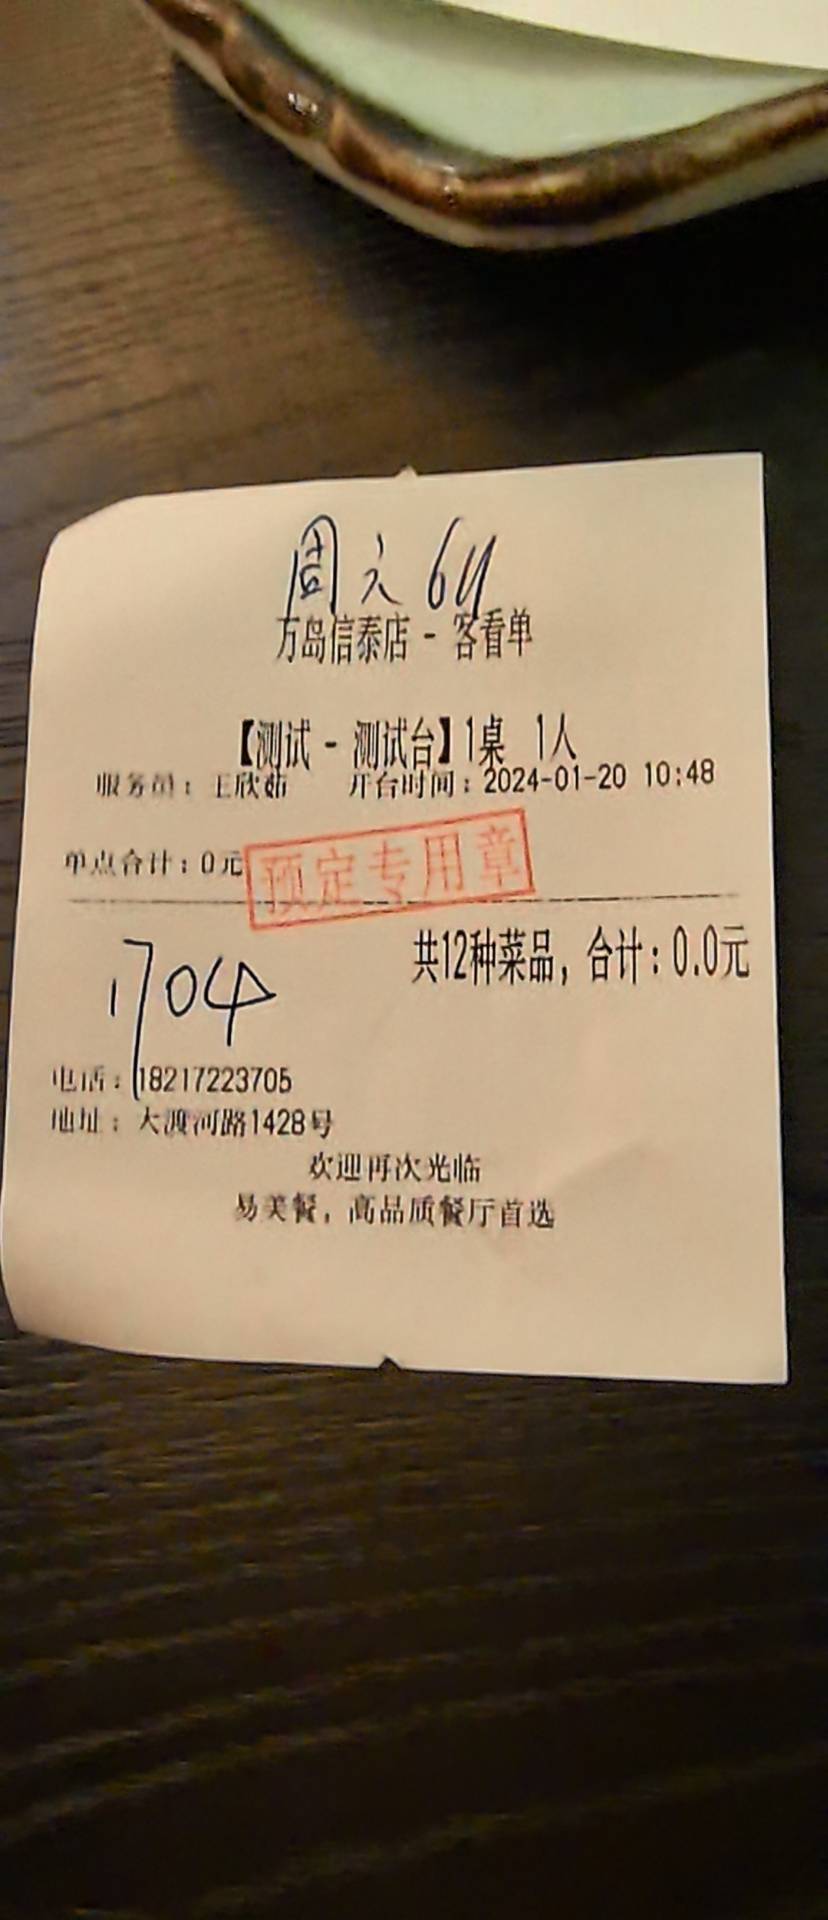 周六 6人
万岛信泰店 - 客看单
【测试 - 测试台】1桌 1人
服务员：王欣茹 开台时间：2024-01-20 10:48
单点合计：0元
预定专用章
共12种菜品，合计：0.0元
1704
电话：18217223705
地址：大渡河路1428号
欢迎再次光临
易美餐，高品质餐厅首选